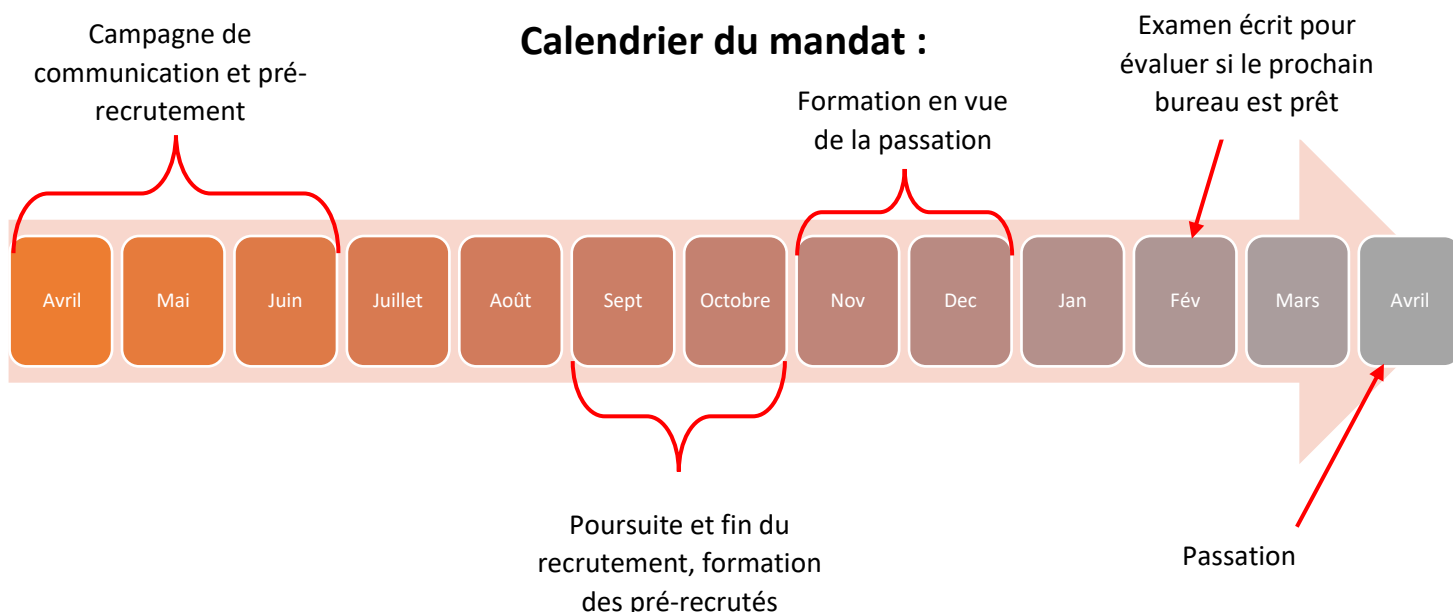 Calendrier du mandat :
Campagne de
communication et pré-
recrutement
Formation en vue
de la passation
Examen écrit pour
évaluer si le prochain
bureau est prêt
Avril
Mai
Juin
Juillet
Août
Sept
Octobre
Nov
Dec
Jan
Fév
Mars
Avril
Poursuite et fin du
recrutement, formation
des pré-recrutés
Passation